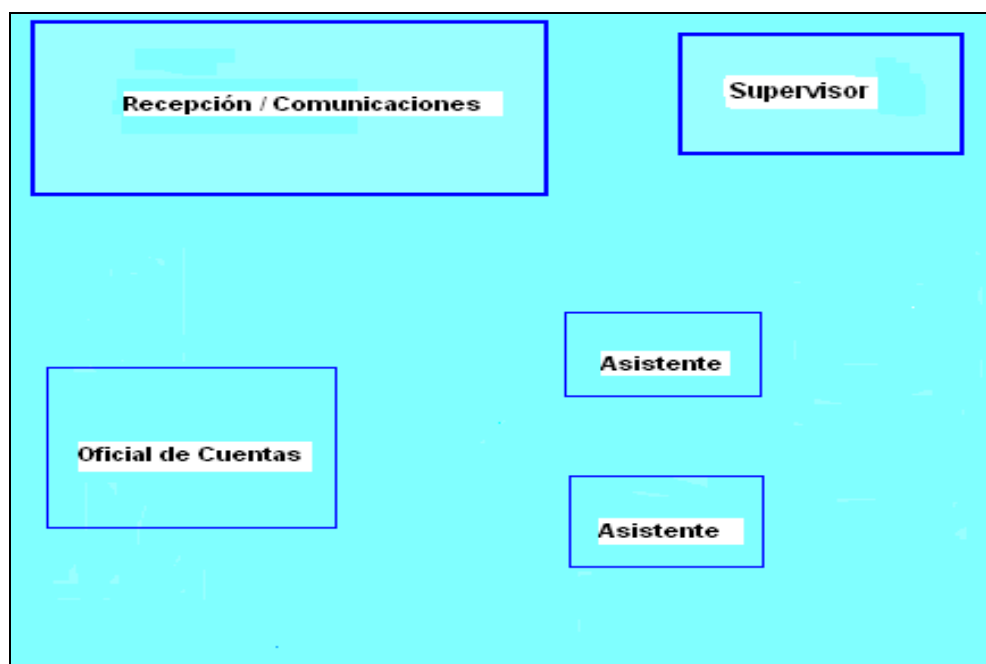 Recepción / Comunicaciones
Supervisor
Asistente
Oficial de Cuentas
Asistente